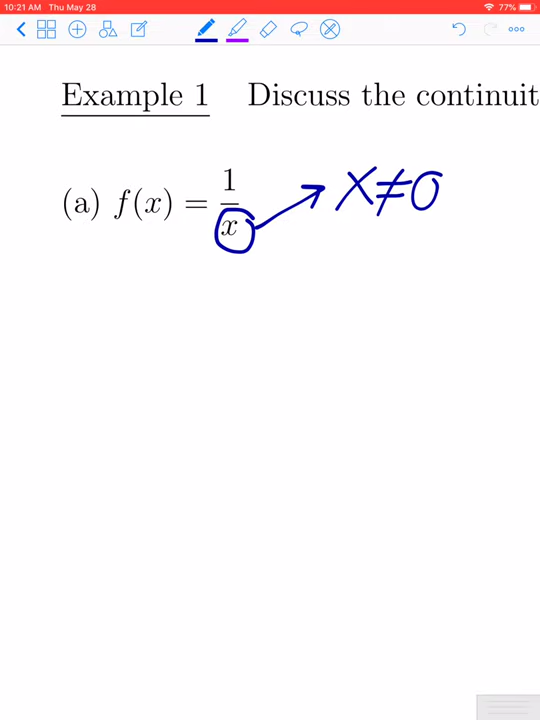 10:21 AM Thu May 28 77%
Example 1 Discuss the continuit
(a) f(x) = 1/x x≠0